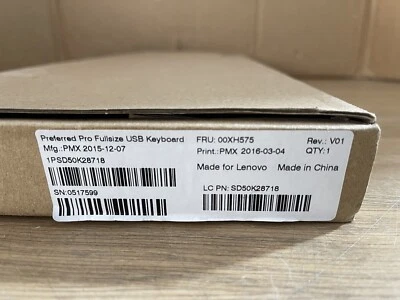 Preferred Pro Fullsize USB Keyboard FRU: 00XH575 Rev.: V01
Mfg.:PMX 2015-12-07 Print.:PMX 2016-03-04 QTY:1
1PSD50K28718
Made for Lenovo Made in China
SN:0517599 LC PN: SD50K28718